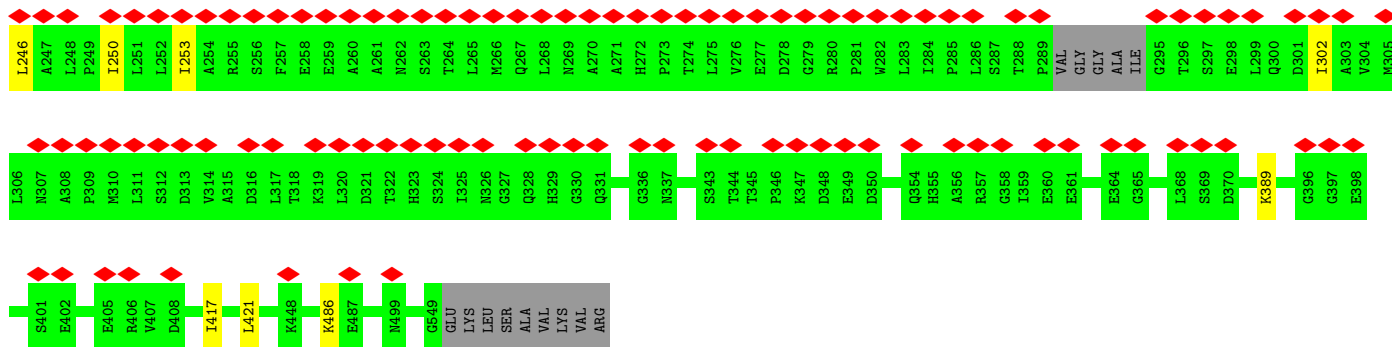 L246 A247 L248 P249 I250 L251 L252 I253 A254 R255 S256 F257 E258 E259 A260 A261 N262 S263 T264 L265 M266 Q267 L268 N269 A270 A271 H272 P273 T274 L275 V276 E277 D278 G279 R280 P281 W282 L283 I284 P285 L286 S287 T288 P289 VAL GLY GLY ALA ILE G295 T296 S297 E298 L299 Q300 D301 I302 A303 V304 M305
L306 N307 A308 P309 M310 L311 S312 D313 V314 A315 D316 L317 T318 K319 L320 D321 T322 H323 S324 I325 N326 G327 Q328 H329 G330 Q331 G336 N337 S343 T344 T345 P346 K347 D348 E349 D350 Q354 H355 A356 R357 G358 I359 E360 E361 E364 G365 L368 S369 D370 K389 G396 G397 E398
S401 E402 E405 R406 V407 D408 I417 L421 K448 K486 E487 N499 G549 GLU LYS LEU SER ALA VAL LYS VAL ARG